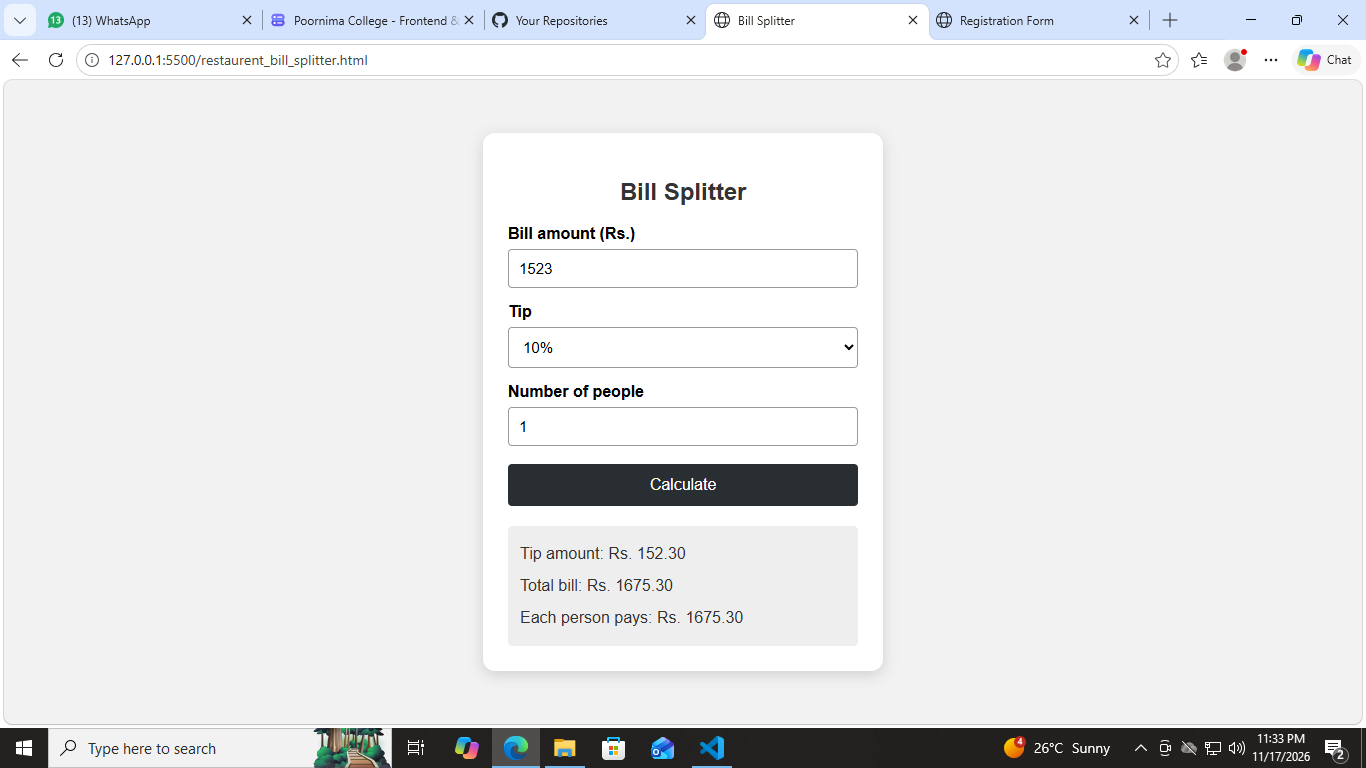 13
(13) WhatsApp
Poornima College - Frontend &
Your Repositories
Bill Splitter
Registration Form
127.0.0.1:5500/restaurent_bill_splitter.html
Chat
Bill Splitter
Bill amount (Rs.)
1523
Tip
10%
Number of people
1
Calculate
Tip amount: Rs. 152.30
Total bill: Rs. 1675.30
Each person pays: Rs. 1675.30
Type here to search
4
26°C Sunny
11:33 PM
11/17/2026
2